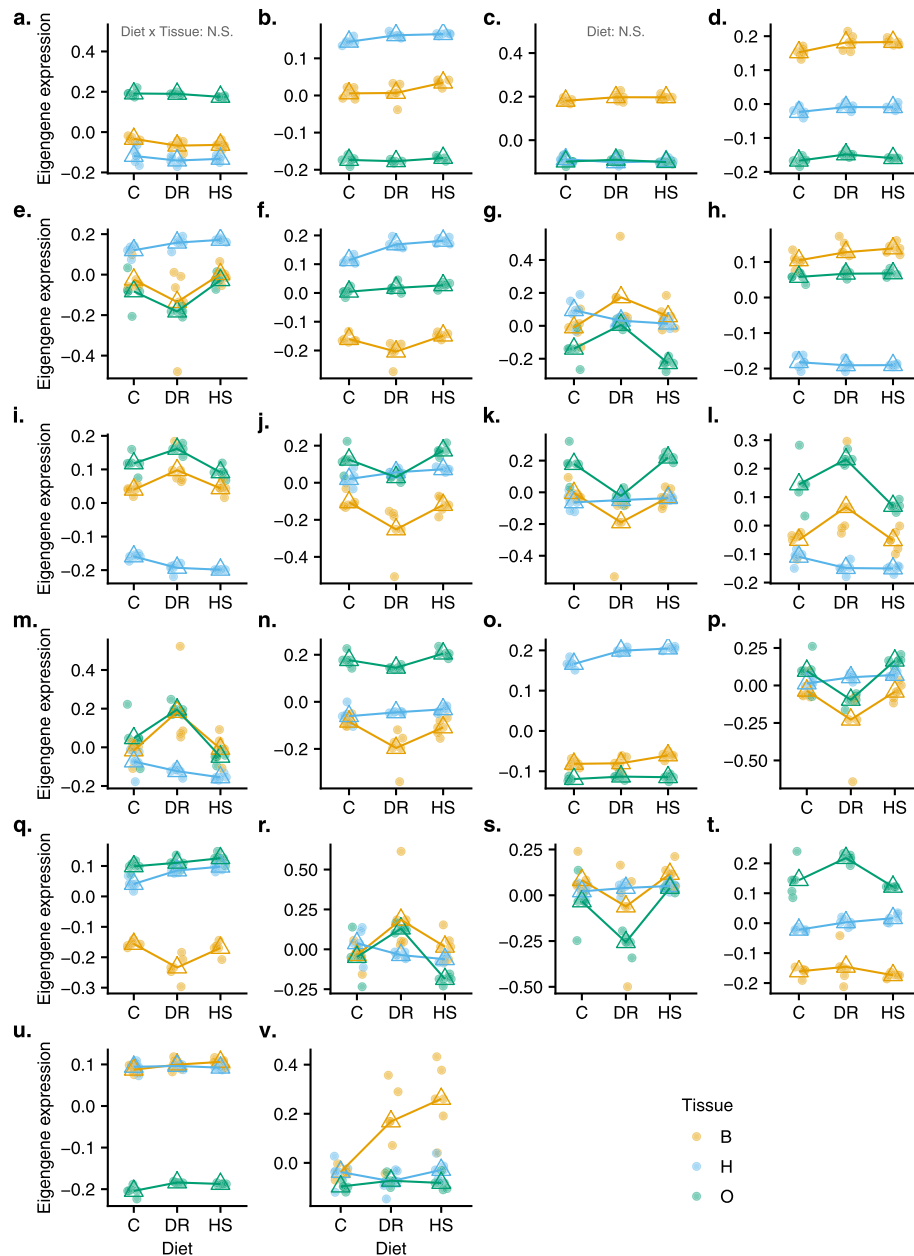 a. b. c. d.
Diet x Tissue: N.S. Diet: N.S.
Eigengene expression
0.4 0.2 0.0 −0.2
0.1 0.0 −0.1 −0.2
0.4 0.2 0.0
0.2 0.1 0.0 −0.1 −0.2
C DR HS C DR HS C DR HS C DR HS
e. f. g. h.
Eigengene expression
0.2 0.0 −0.2 −0.4
0.2 0.1 0.0 −0.1 −0.2
0.4 0.2 0.0 −0.2
0.1 0.0 −0.1 −0.2
C DR HS C DR HS C DR HS C DR HS
i. j. k. l.
Eigengene expression
0.2 0.1 0.0 −0.1 −0.2
0.2 0.0 −0.2 −0.4
0.2 0.0 −0.2 −0.4
0.3 0.2 0.1 0.0 −0.1 −0.2
C DR HS C DR HS C DR HS C DR HS
m. n. o. p.
Eigengene expression
0.4 0.2 0.0 −0.2
0.2 0.0 −0.2
0.2 0.1 0.0 −0.1
0.25 0.00 −0.25 −0.50
C DR HS C DR HS C DR HS C DR HS
q. r. s. t.
Eigengene expression
0.1 0.0 −0.1 −0.2 −0.3
0.50 0.25 0.00 −0.25
0.25 0.00 −0.25 −0.50
0.2 0.1 0.0 −0.1 −0.2
C DR HS C DR HS C DR HS C DR HS
u. v.
Eigengene expression
0.1 0.0 −0.1 −0.2
0.4 0.2 0.0
C DR HS C DR HS
Diet Diet
Tissue
B
H
O